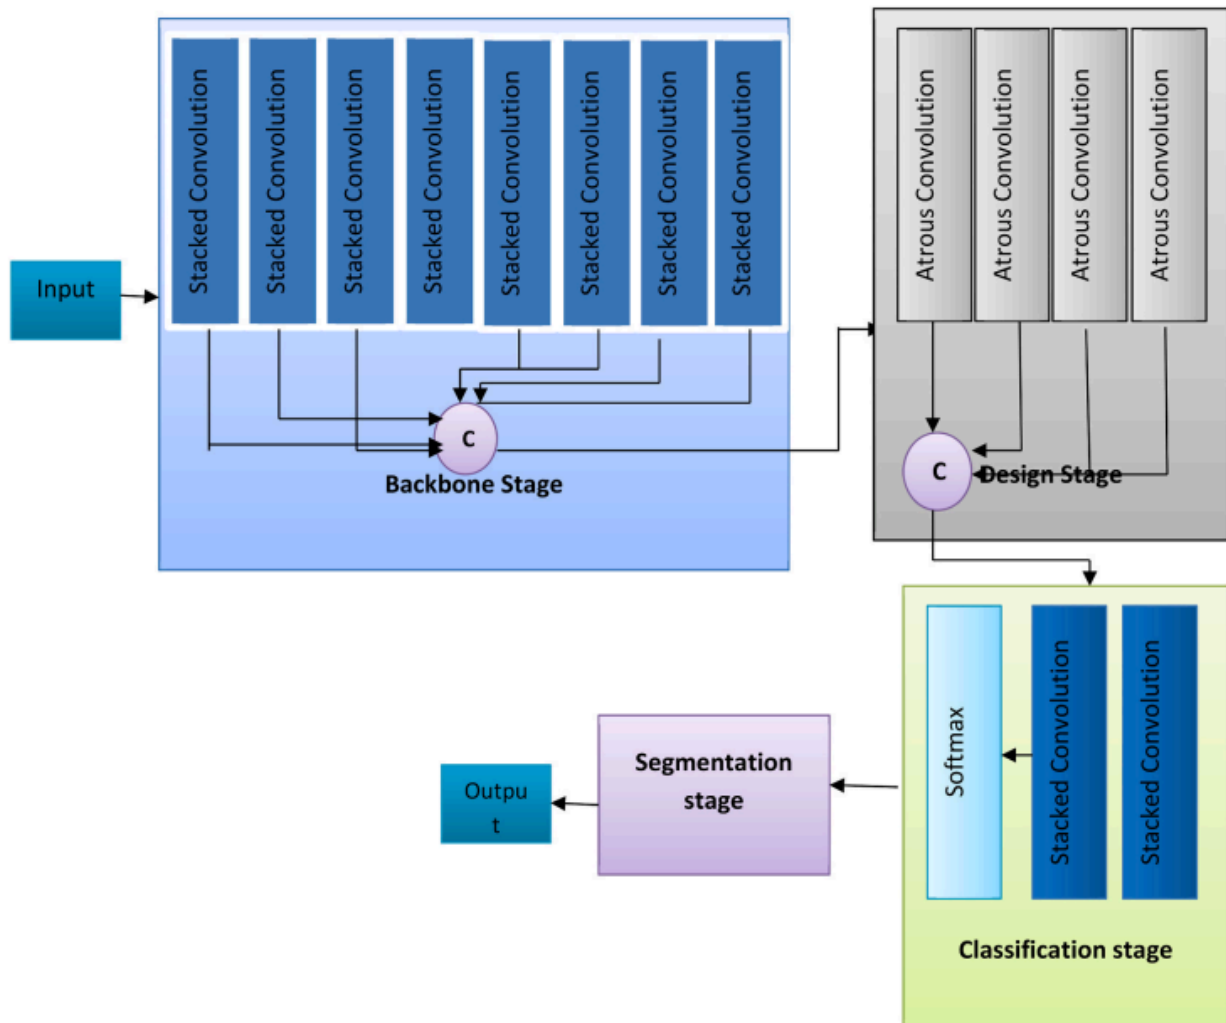 Input
Stacked Convolution
Stacked Convolution
Stacked Convolution
Stacked Convolution
Stacked Convolution
Stacked Convolution
Stacked Convolution
Stacked Convolution
C
Backbone Stage
Atrous Convolution
Atrous Convolution
Atrous Convolution
Atrous Convolution
C
Design Stage
Softmax
Stacked Convolution
Stacked Convolution
Classification stage
Segmentation
stage
Outpu
t